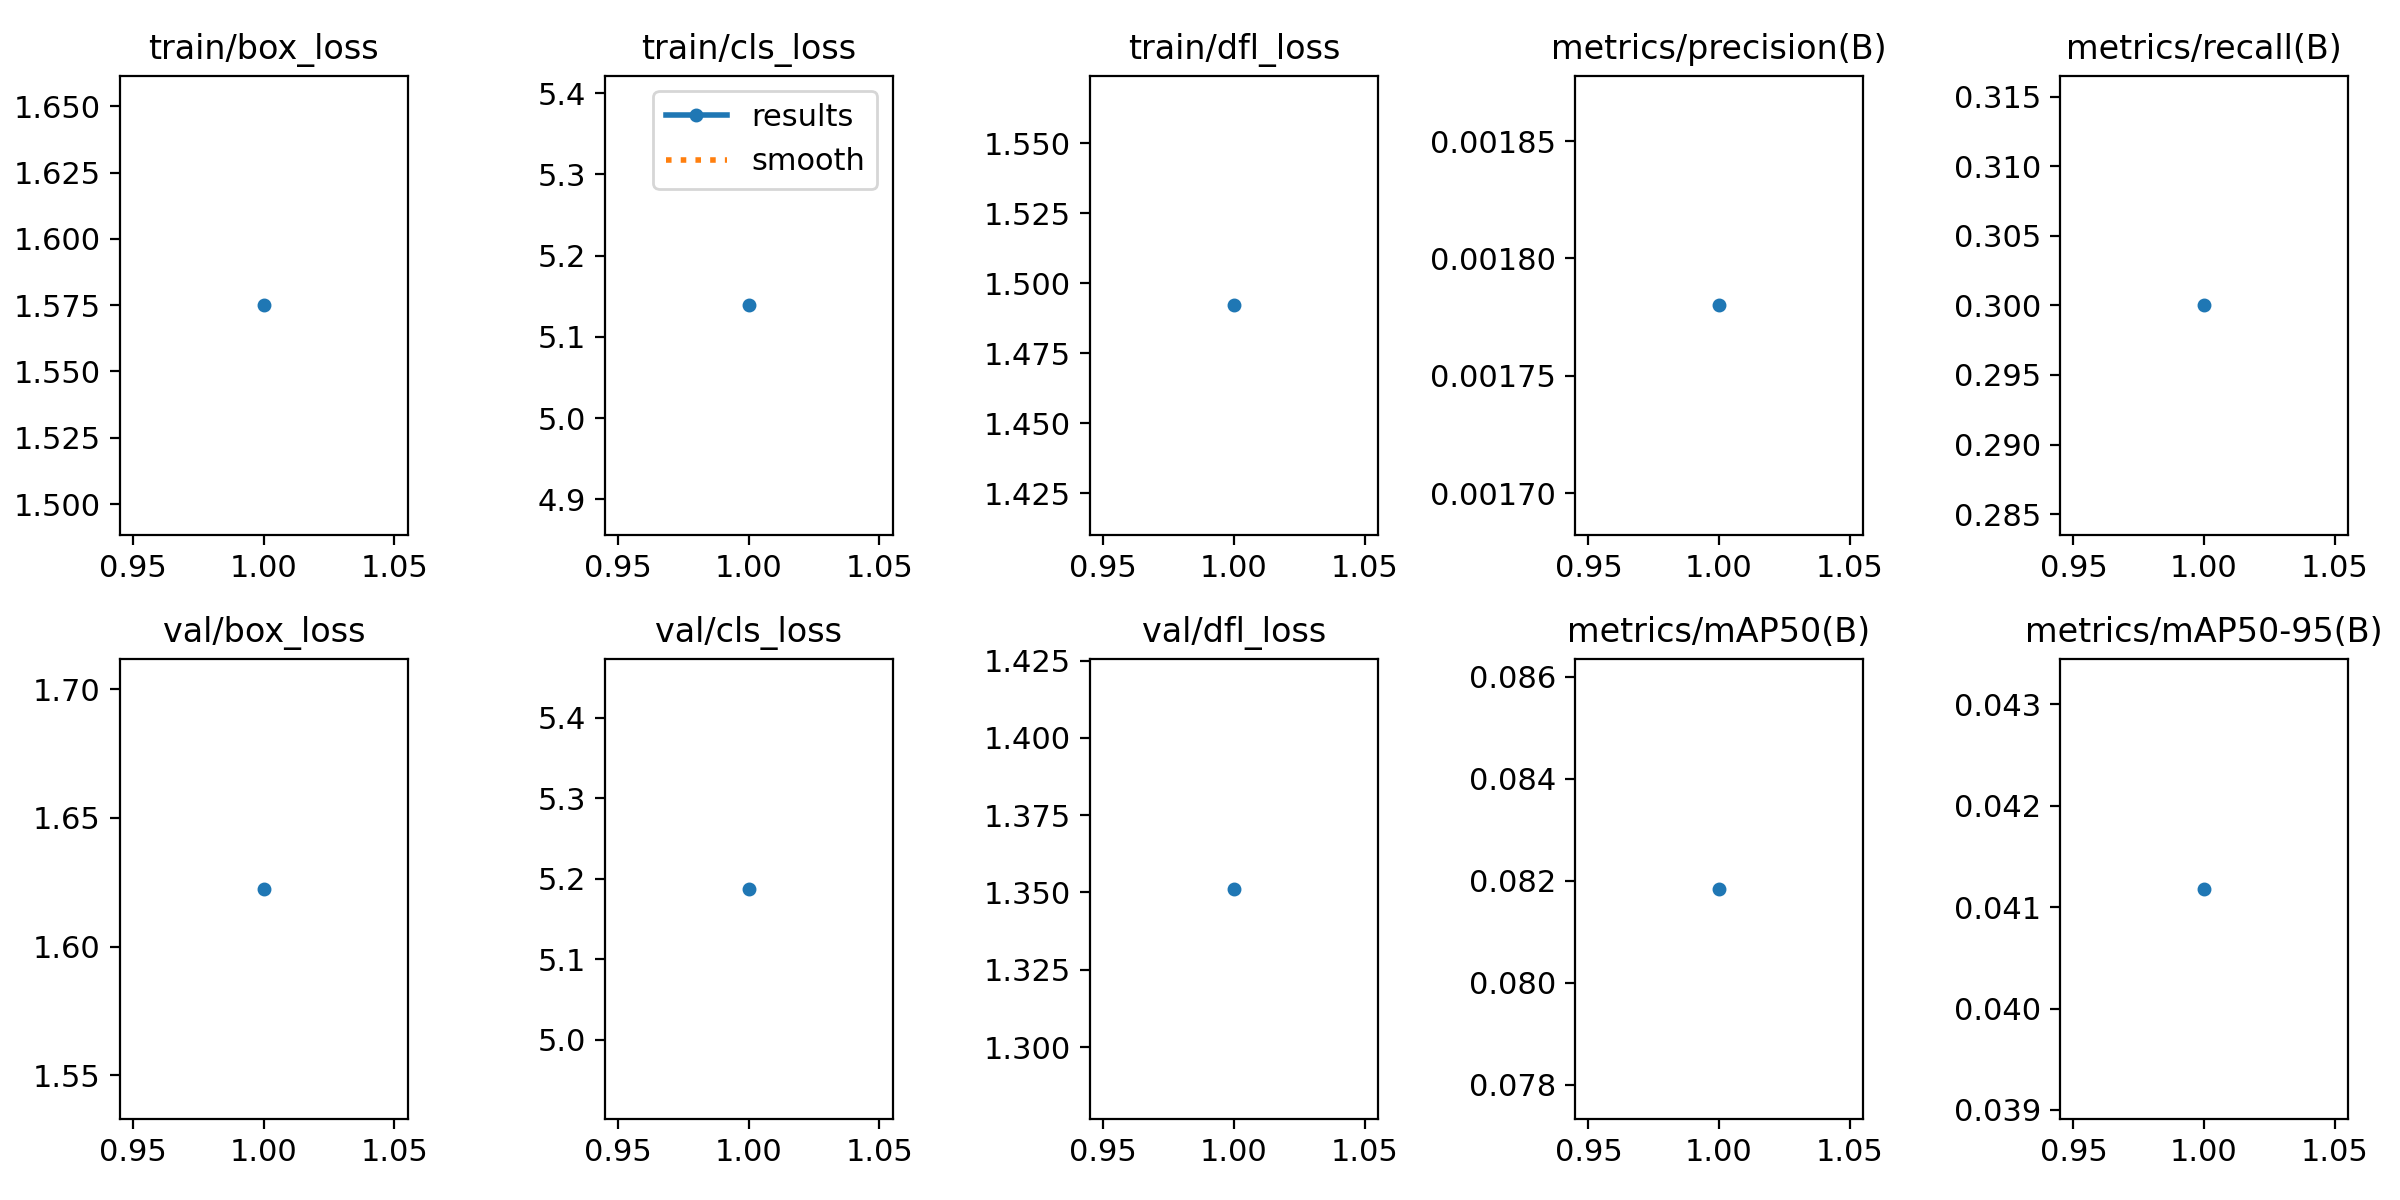 train/box_loss
1.650
1.625
1.600
1.575
1.550
1.525
1.500
0.95 1.00 1.05
train/cls_loss
results
smooth
5.4
5.3
5.2
5.1
5.0
4.9
0.95 1.00 1.05
train/dfl_loss
1.550
1.525
1.500
1.475
1.450
1.425
0.95 1.00 1.05
metrics/precision(B)
0.00185
0.00180
0.00175
0.00170
0.95 1.00 1.05
metrics/recall(B)
0.315
0.310
0.305
0.300
0.295
0.290
0.285
0.95 1.00 1.05
val/box_loss
1.70
1.65
1.60
1.55
0.95 1.00 1.05
val/cls_loss
5.4
5.3
5.2
5.1
5.0
0.95 1.00 1.05
val/dfl_loss
1.425
1.400
1.375
1.350
1.325
1.300
0.95 1.00 1.05
metrics/mAP50(B)
0.086
0.084
0.082
0.080
0.078
0.95 1.00 1.05
metrics/mAP50-95(B)
0.043
0.042
0.041
0.040
0.039
0.95 1.00 1.05